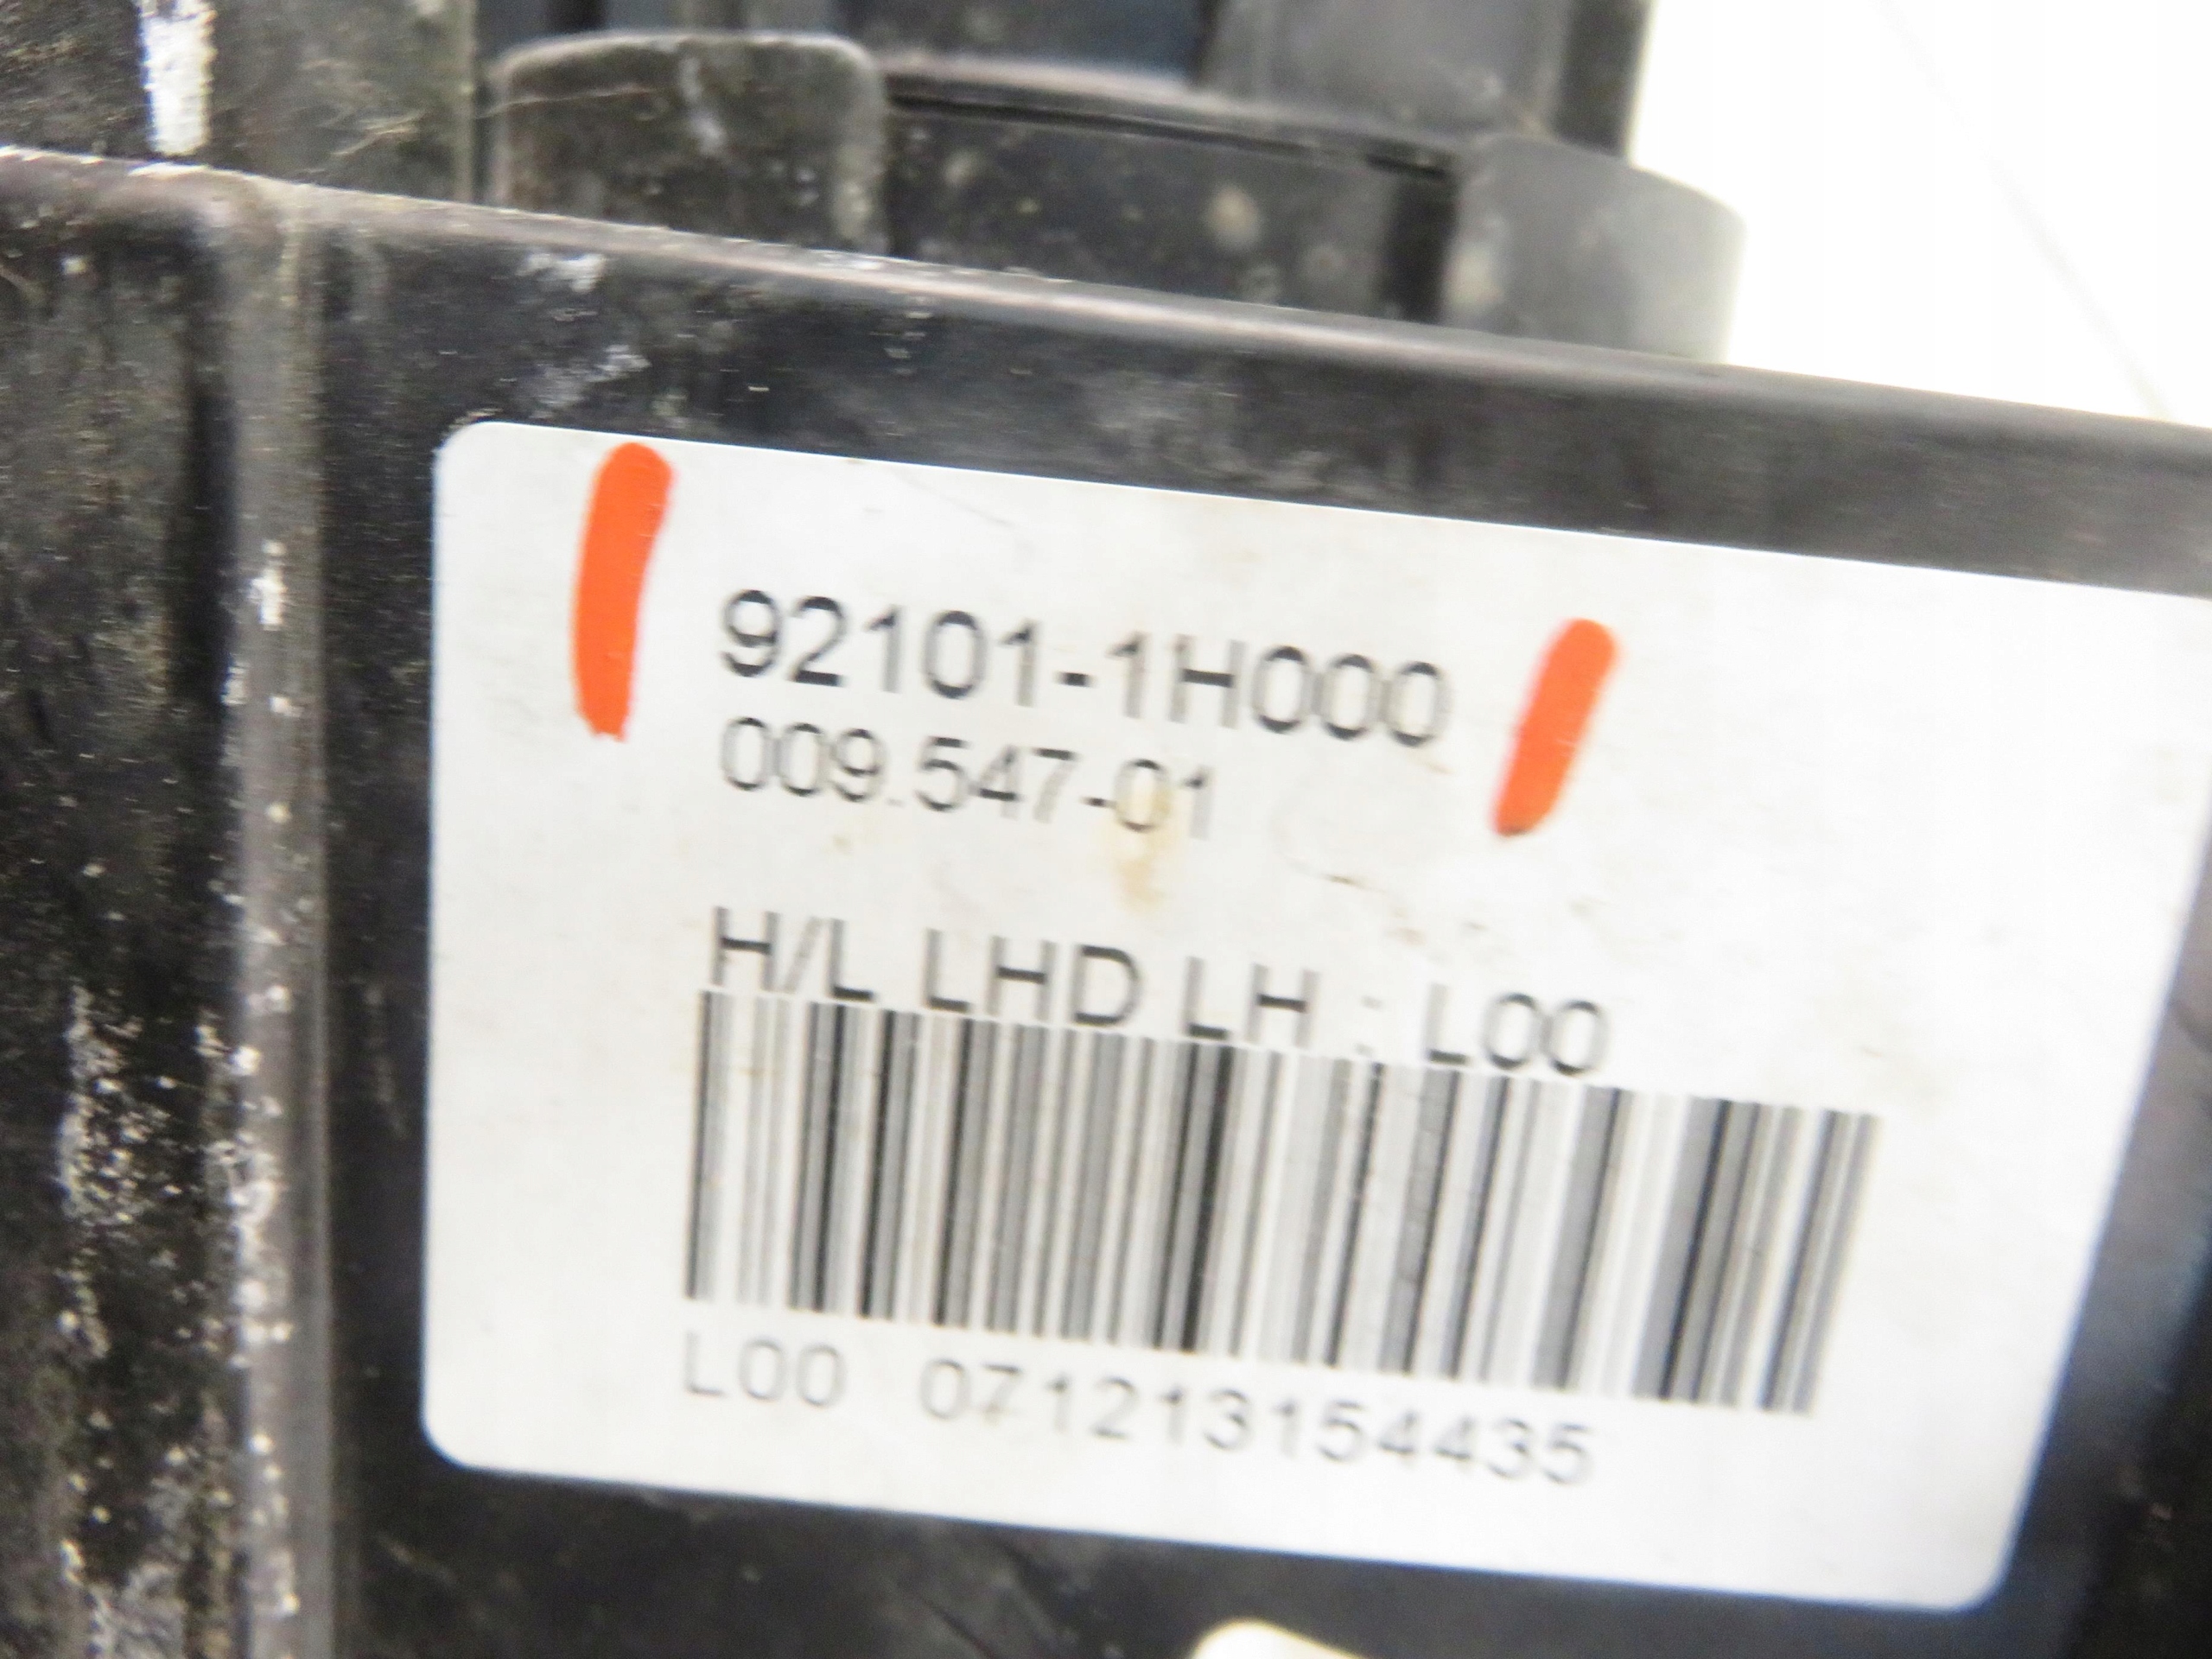 92101-1H000
009.547-01
H/L LHD LH : L00
L00 071213154435